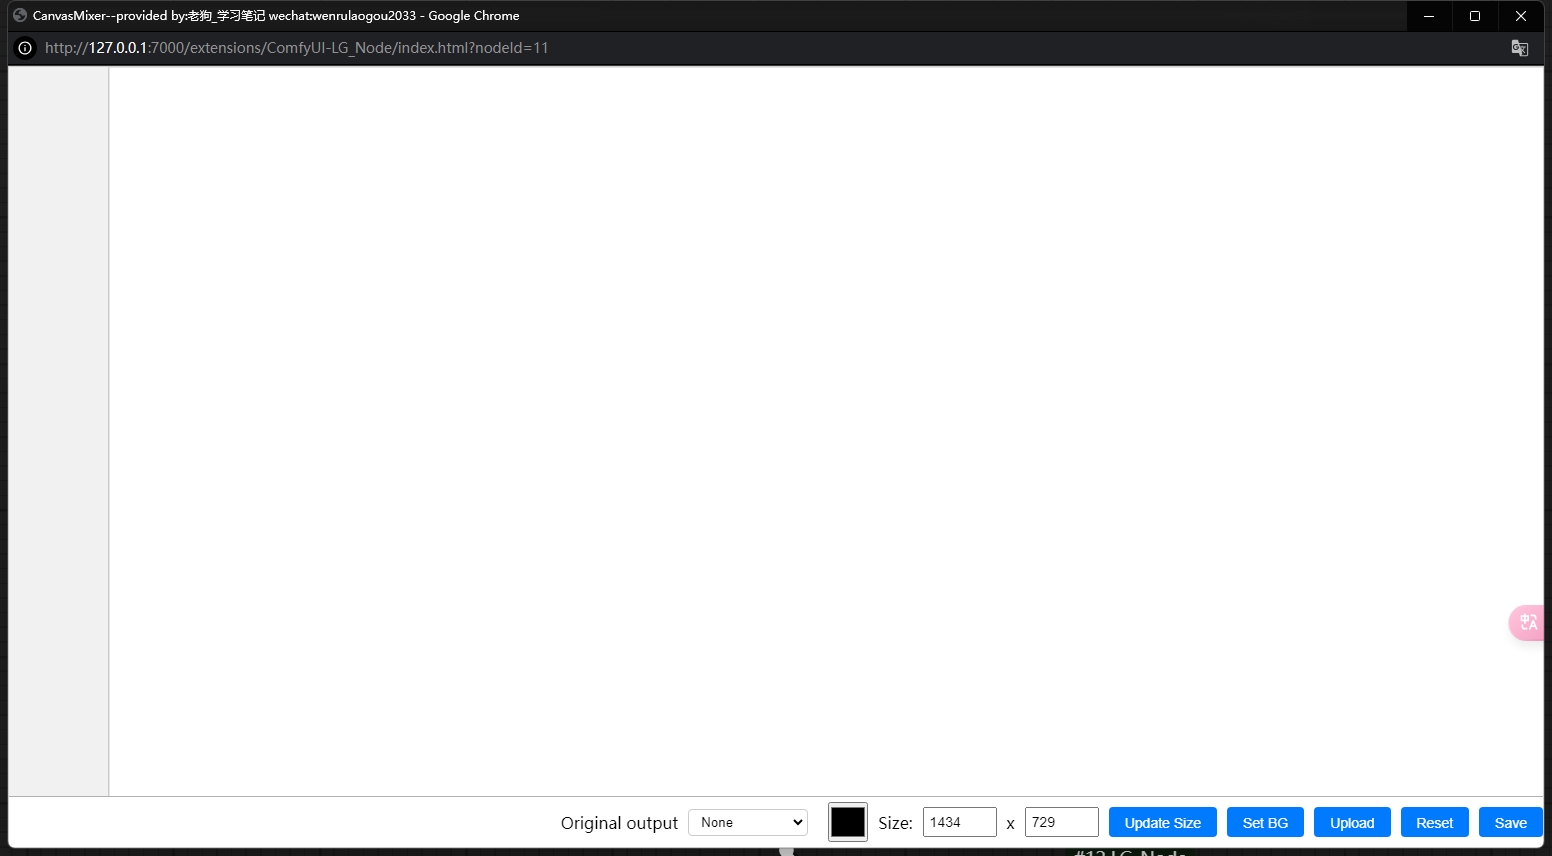 CanvasMixer--provided by:老狗_学习笔记 wechat:wenrulaogou2033 - Google Chrome
http://127.0.0.1:7000/extensions/ComfyUI-LG_Node/index.html?nodeId=11
Original output None Size: 1434 x 729 Update Size Set BG Upload Reset Save
#12 LG_Node